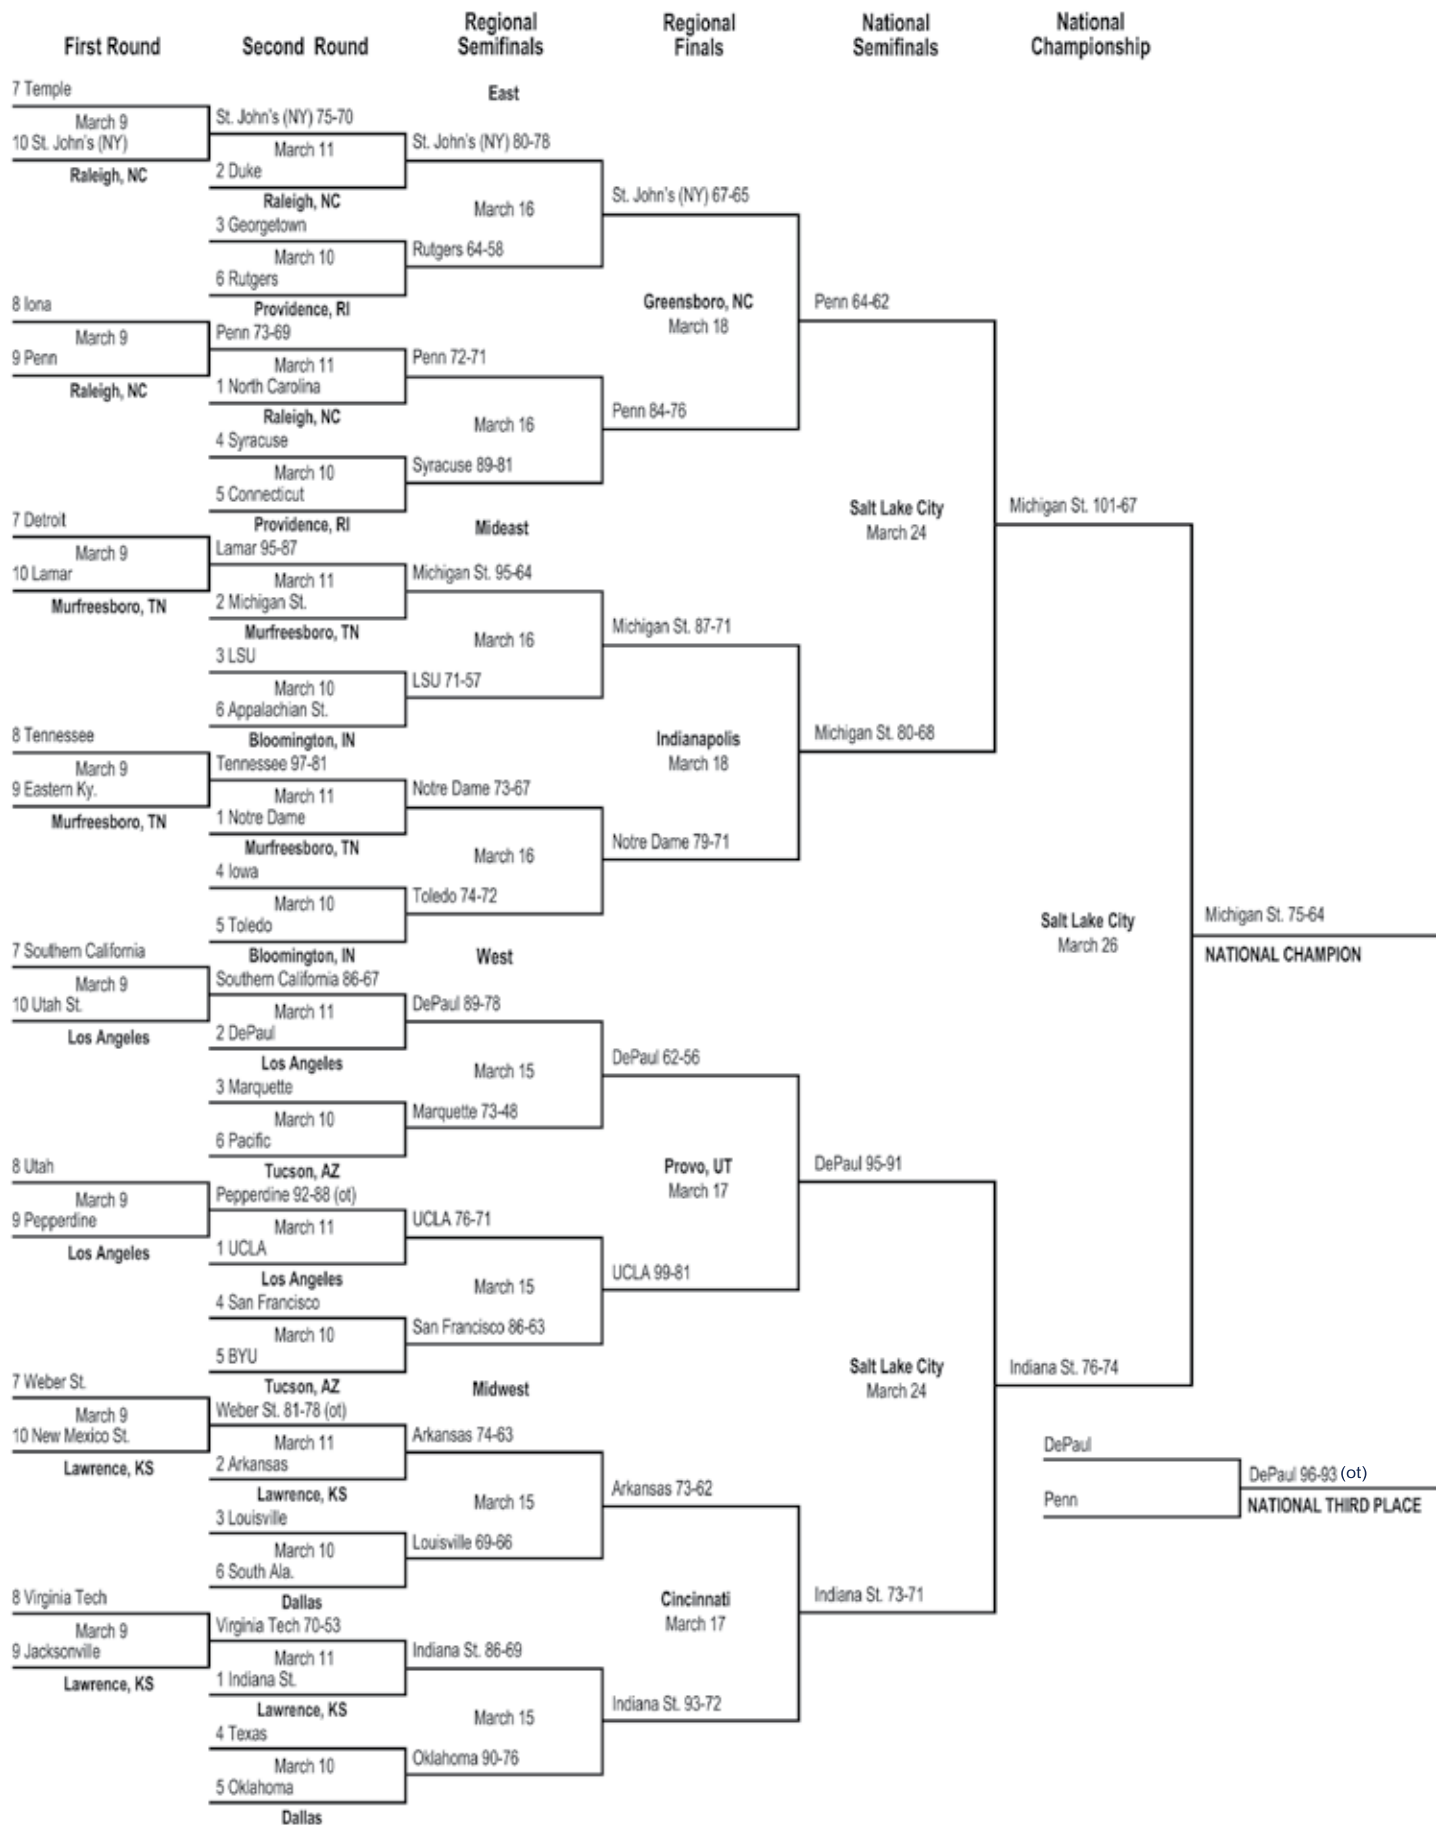 First Round
Second Round
Regional
Semifinals
Regional
Finals
National
Semifinals
National
Championship
East
7 Temple
March 9
10 St. John's (NY)
Raleigh, NC
St. John's (NY) 75-70
March 11
2 Duke
Raleigh, NC
3 Georgetown
March 10
6 Rutgers
Providence, RI
8 Iona
March 9
9 Penn
Raleigh, NC
Penn 73-69
March 11
1 North Carolina
Raleigh, NC
4 Syracuse
March 10
5 Connecticut
Providence, RI
St. John's (NY) 80-78
March 16
Rutgers 64-58
Penn 72-71
March 16
Syracuse 89-81
St. John's (NY) 67-65
Greensboro, NC
March 18
Penn 84-76
Penn 64-62
Mideast
7 Detroit
March 9
10 Lamar
Murfreesboro, TN
Lamar 95-87
March 11
2 Michigan St.
Murfreesboro, TN
3 LSU
March 10
6 Appalachian St.
Bloomington, IN
8 Tennessee
March 9
9 Eastern Ky.
Murfreesboro, TN
Tennessee 97-81
March 11
1 Notre Dame
Murfreesboro, TN
4 Iowa
March 10
5 Toledo
Bloomington, IN
Michigan St. 95-64
March 16
LSU 71-57
Notre Dame 73-67
March 16
Toledo 74-72
Michigan St. 87-71
Indianapolis
March 18
Notre Dame 79-71
Michigan St. 80-68
Salt Lake City
March 24
Michigan St. 101-67
West
7 Southern California
March 9
10 Utah St.
Los Angeles
Southern California 86-67
March 11
2 DePaul
Los Angeles
3 Marquette
March 10
6 Pacific
Tucson, AZ
8 Utah
March 9
9 Pepperdine
Los Angeles
Pepperdine 92-88 (ot)
March 11
1 UCLA
Los Angeles
4 San Francisco
March 10
5 BYU
Tucson, AZ
DePaul 89-78
March 15
Marquette 73-48
UCLA 76-71
March 15
San Francisco 86-63
DePaul 62-56
Provo, UT
March 17
UCLA 99-81
DePaul 95-91
Midwest
7 Weber St.
March 9
10 New Mexico St.
Lawrence, KS
Weber St. 81-78 (ot)
March 11
2 Arkansas
Lawrence, KS
3 Louisville
March 10
6 South Ala.
Dallas
8 Virginia Tech
March 9
9 Jacksonville
Lawrence, KS
Virginia Tech 70-53
March 11
1 Indiana St.
Lawrence, KS
4 Texas
March 10
5 Oklahoma
Dallas
Arkansas 74-63
March 15
Louisville 69-66
Indiana St. 86-69
March 15
Oklahoma 90-76
Arkansas 73-62
Cincinnati
March 17
Indiana St. 93-72
Indiana St. 73-71
Salt Lake City
March 24
Indiana St. 76-74
Salt Lake City
March 26
Michigan St. 75-64
NATIONAL CHAMPION
DePaul
Penn
DePaul 96-93 (ot)
NATIONAL THIRD PLACE